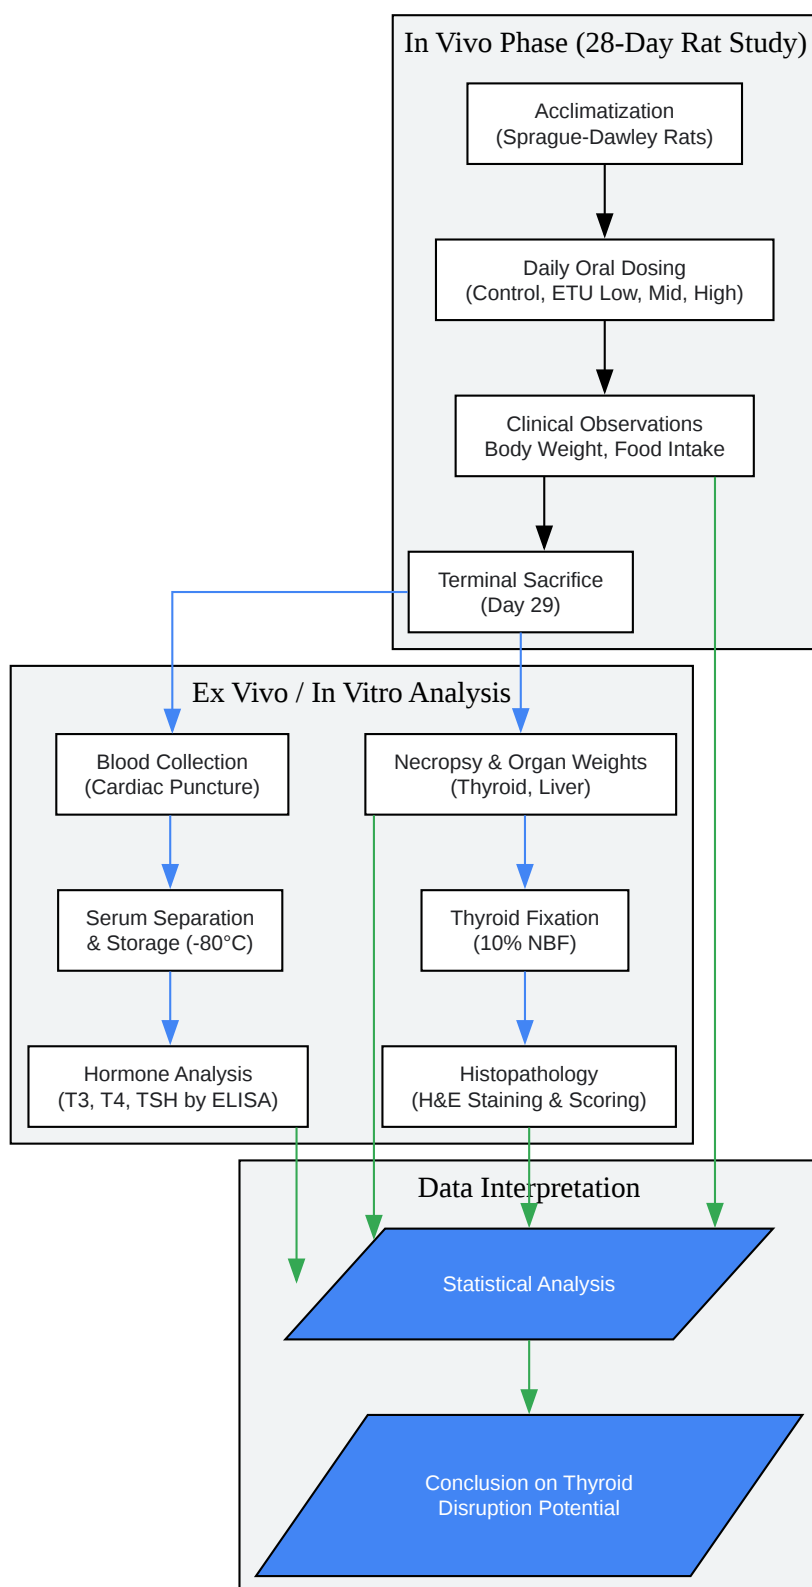 In Vivo Phase (28-Day Rat Study)
Acclimatization
(Sprague-Dawley Rats)
Daily Oral Dosing
(Control, ETU Low, Mid, High)
Clinical Observations
Body Weight, Food Intake
Terminal Sacrifice
(Day 29)
Ex Vivo / In Vitro Analysis
Blood Collection
(Cardiac Puncture)
Necropsy & Organ Weights
(Thyroid, Liver)
Serum Separation
& Storage (-80°C)
Thyroid Fixation
(10% NBF)
Hormone Analysis
(T3, T4, TSH by ELISA)
Histopathology
(H&E Staining & Scoring)
Data Interpretation
Statistical Analysis
Conclusion on Thyroid
Disruption Potential